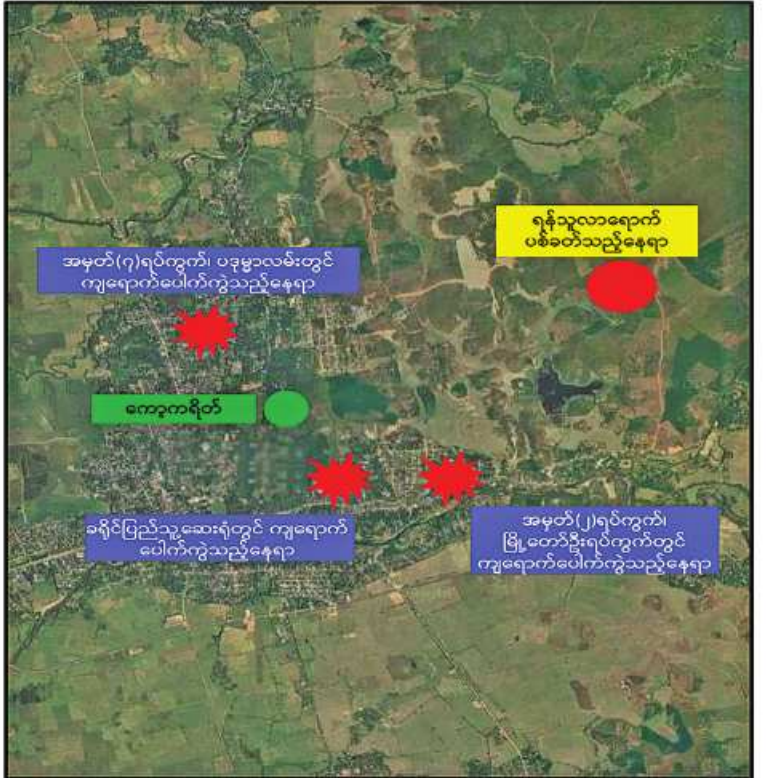 ရန်သူလာရောက်
ပစ်ခတ်သည့်နေရာ
အမှတ်(၇)ရပ်ကွက်၊ ပဒုမ္မာလမ်းတွင်
ကျရောက်ပေါက်ကွဲသည့်နေရာ
ကော့ကရိတ်
ခရိုင်ပြည်သူ့ဆေးရုံတွင် ကျရောက်
ပေါက်ကွဲသည့်နေရာ
အမှတ်(၂)ရပ်ကွက်၊
မြို့တော်ဦးရပ်ကွက်တွင်
ကျရောက်ပေါက်ကွဲသည့်နေရာ